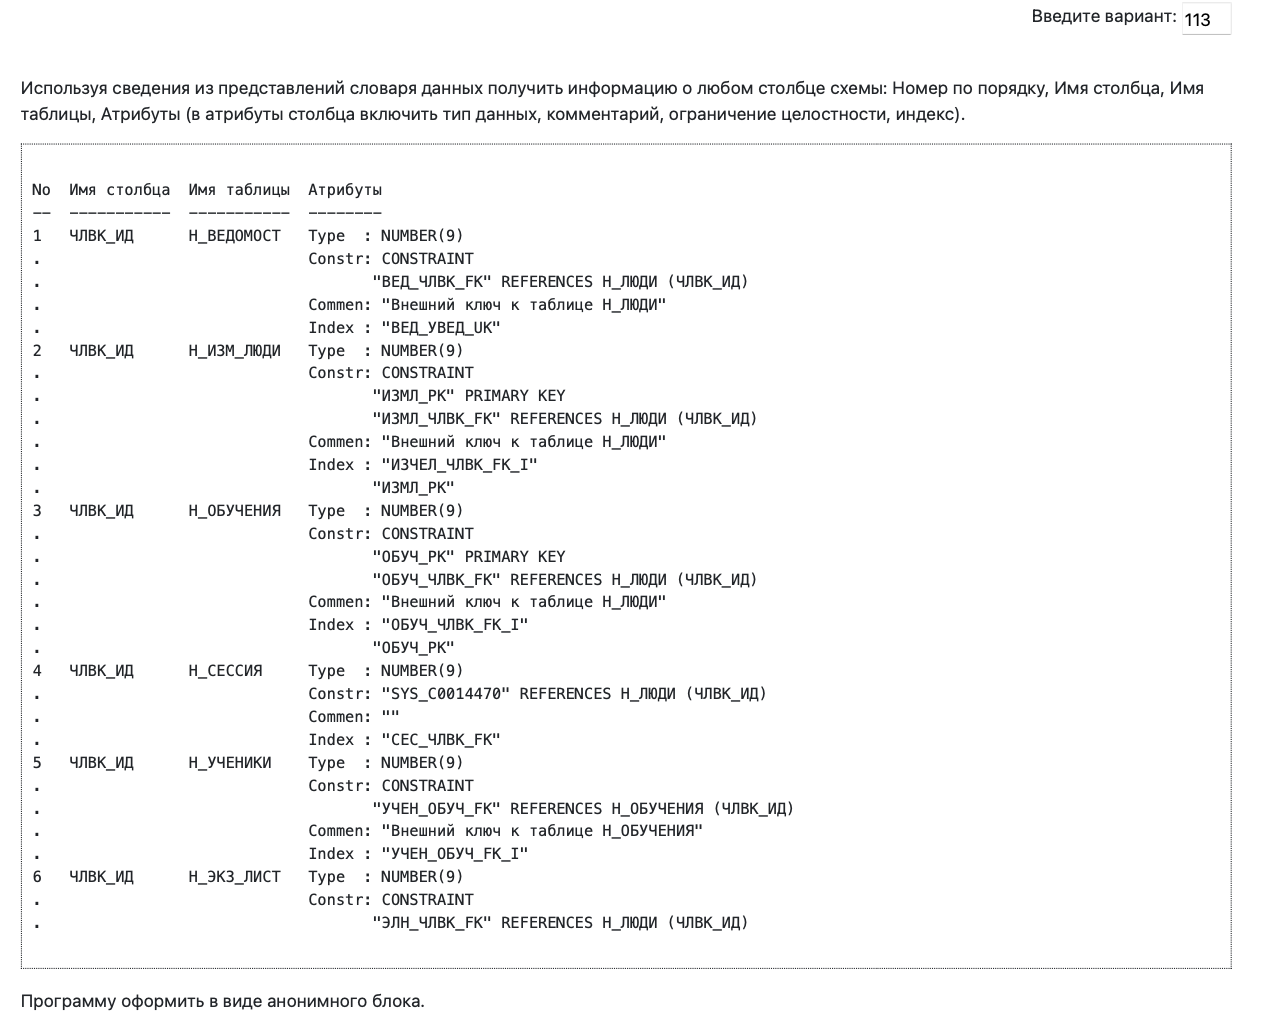 Введите вариант: 113
Используя сведения из представлений словаря данных получить информацию о любом столбце схемы: Номер по порядку, Имя столбца, Имя
таблицы, Атрибуты (в атрибуты столбца включить тип данных, комментарий, ограничение целостности, индекс).
No  Имя столбца  Имя таблицы  Атрибуты
--  -----------  -----------  --------
1   ЧЛВК_ИД      Н_ВЕДОМОСТ   Type  : NUMBER(9)
.                             Constr: CONSTRAINT
.                                    "ВЕД_ЧЛВК_FK" REFERENCES Н_ЛЮДИ (ЧЛВК_ИД)
.                             Commen: "Внешний ключ к таблице Н_ЛЮДИ"
.                             Index : "ВЕД_УВЕД_UK"
2   ЧЛВК_ИД      Н_ИЗМ_ЛЮДИ   Type  : NUMBER(9)
.                             Constr: CONSTRAINT
.                                    "ИЗМЛ_PK" PRIMARY KEY
.                                    "ИЗМЛ_ЧЛВК_FK" REFERENCES Н_ЛЮДИ (ЧЛВК_ИД)
.                             Commen: "Внешний ключ к таблице Н_ЛЮДИ"
.                             Index : "ИЗЧЕЛ_ЧЛВК_FK_I"
.                                    "ИЗМЛ_PK"
3   ЧЛВК_ИД      Н_ОБУЧЕНИЯ   Type  : NUMBER(9)
.                             Constr: CONSTRAINT
.                                    "ОБУЧ_PK" PRIMARY KEY
.                                    "ОБУЧ_ЧЛВК_FK" REFERENCES Н_ЛЮДИ (ЧЛВК_ИД)
.                             Commen: "Внешний ключ к таблице Н_ЛЮДИ"
.                             Index : "ОБУЧ_ЧЛВК_FK_I"
.                                    "ОБУЧ_PK"
4   ЧЛВК_ИД      Н_СЕССИЯ     Type  : NUMBER(9)
.                             Constr: "SYS_C0014470" REFERENCES Н_ЛЮДИ (ЧЛВК_ИД)
.                             Commen: ""
.                             Index : "СЕС_ЧЛВК_FK"
5   ЧЛВК_ИД      Н_УЧЕНИКИ    Type  : NUMBER(9)
.                             Constr: CONSTRAINT
.                                    "УЧЕН_ОБУЧ_FK" REFERENCES Н_ОБУЧЕНИЯ (ЧЛВК_ИД)
.                             Commen: "Внешний ключ к таблице Н_ОБУЧЕНИЯ"
.                             Index : "УЧЕН_ОБУЧ_FK_I"
6   ЧЛВК_ИД      Н_ЭКЗ_ЛИСТ   Type  : NUMBER(9)
.                             Constr: CONSTRAINT
.                                    "ЭЛН_ЧЛВК_FK" REFERENCES Н_ЛЮДИ (ЧЛВК_ИД)
Программу оформить в виде анонимного блока.